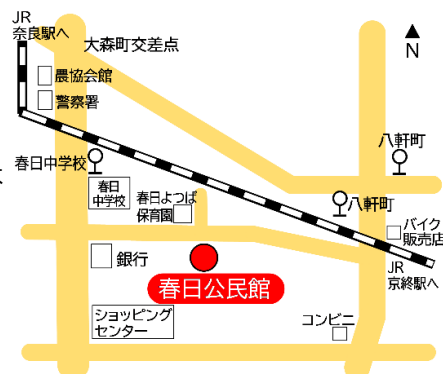 JR
奈良駅へ
大森町交差点
N
農協会館
警察署
八軒町
春日中学校
春日
中学校
春日よつば
保育園
八軒町
バイク
販売店
銀行
JR
京終駅へ
春日公民館
ショッピング
センター
コンビニ